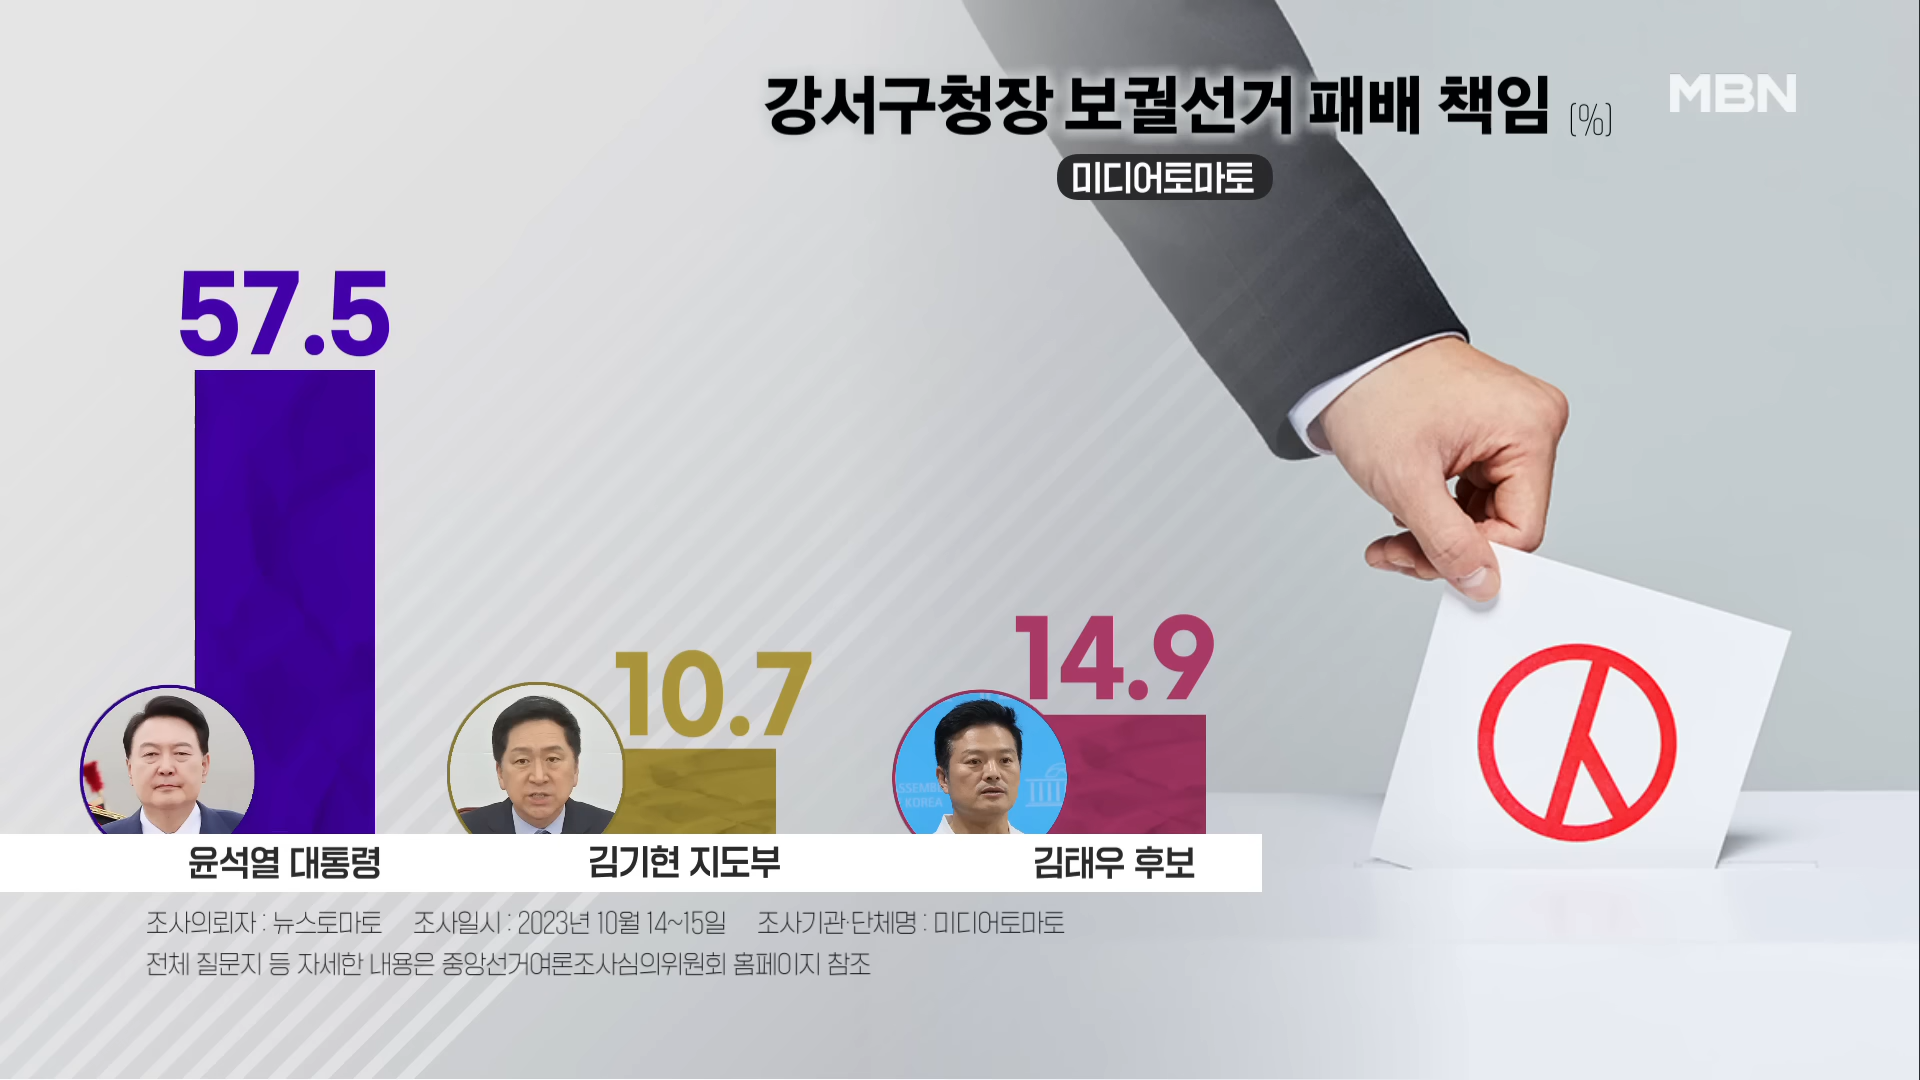 강서구청장 보궐선거 패배 책임 (%)
MBN
미디어토마토
57.5
10.7
14.9
ASSEMBL
KOREA
윤석열 대통령
김기현 지도부
김태우 후보
조사의뢰자 : 뉴스토마토 조사일시 : 2023년 10월 14~15일 조사기관·단체명 : 미디어토마토
전체 질문지 등 자세한 내용은 중앙선거여론조사심의위원회 홈페이지 참조